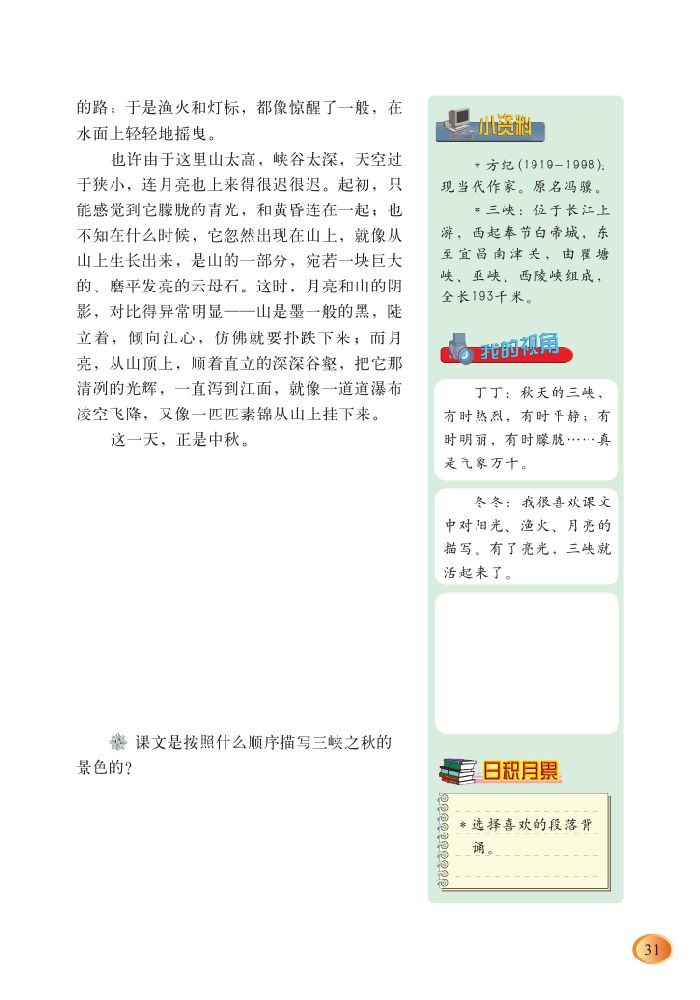 的路；于是渔火和灯标，都像惊醒了一般，在
水面上轻轻地摇曳。
也许由于这里山太高，峡谷太深，天空过
于狭小，连月亮也上来得很迟很迟。起初，只
能感觉到它朦胧的青光，和黄昏连在一起；也
不知在什么时候，它忽然出现在山上，就像从
山上生长出来，是山的一部分，宛若一块巨大
的、磨平发亮的云母石。这时，月亮和山的阴
影，对比得异常明显——山是墨一般的黑，陡
立着，倾向江心，仿佛就要扑跌下来；而月
亮，从山顶上，顺着直立的深深谷壑，把它那
清冽的光辉，一直泻到江面，就像一道道瀑布
凌空飞降，又像一匹匹素锦从山上挂下来。
这一天，正是中秋。
课文是按照什么顺序描写三峡之秋的
景色的？
小资料
* 方纪(1919-1998)：
现当代作家。原名冯骥。
* 三峡：位于长江上
游，西起奉节白帝城，东
至宜昌南津关，由瞿塘
峡、巫峡、西陵峡组成，
全长193千米。
我的视角
丁丁：秋天的三峡，
有时热烈，有时平静；有
时明丽，有时朦胧……真
是气象万千。
冬冬：我很喜欢课文
中对阳光、渔火、月亮的
描写。有了亮光，三峡就
活起来了。
日积月累
* 选择喜欢的段落背
诵。
31